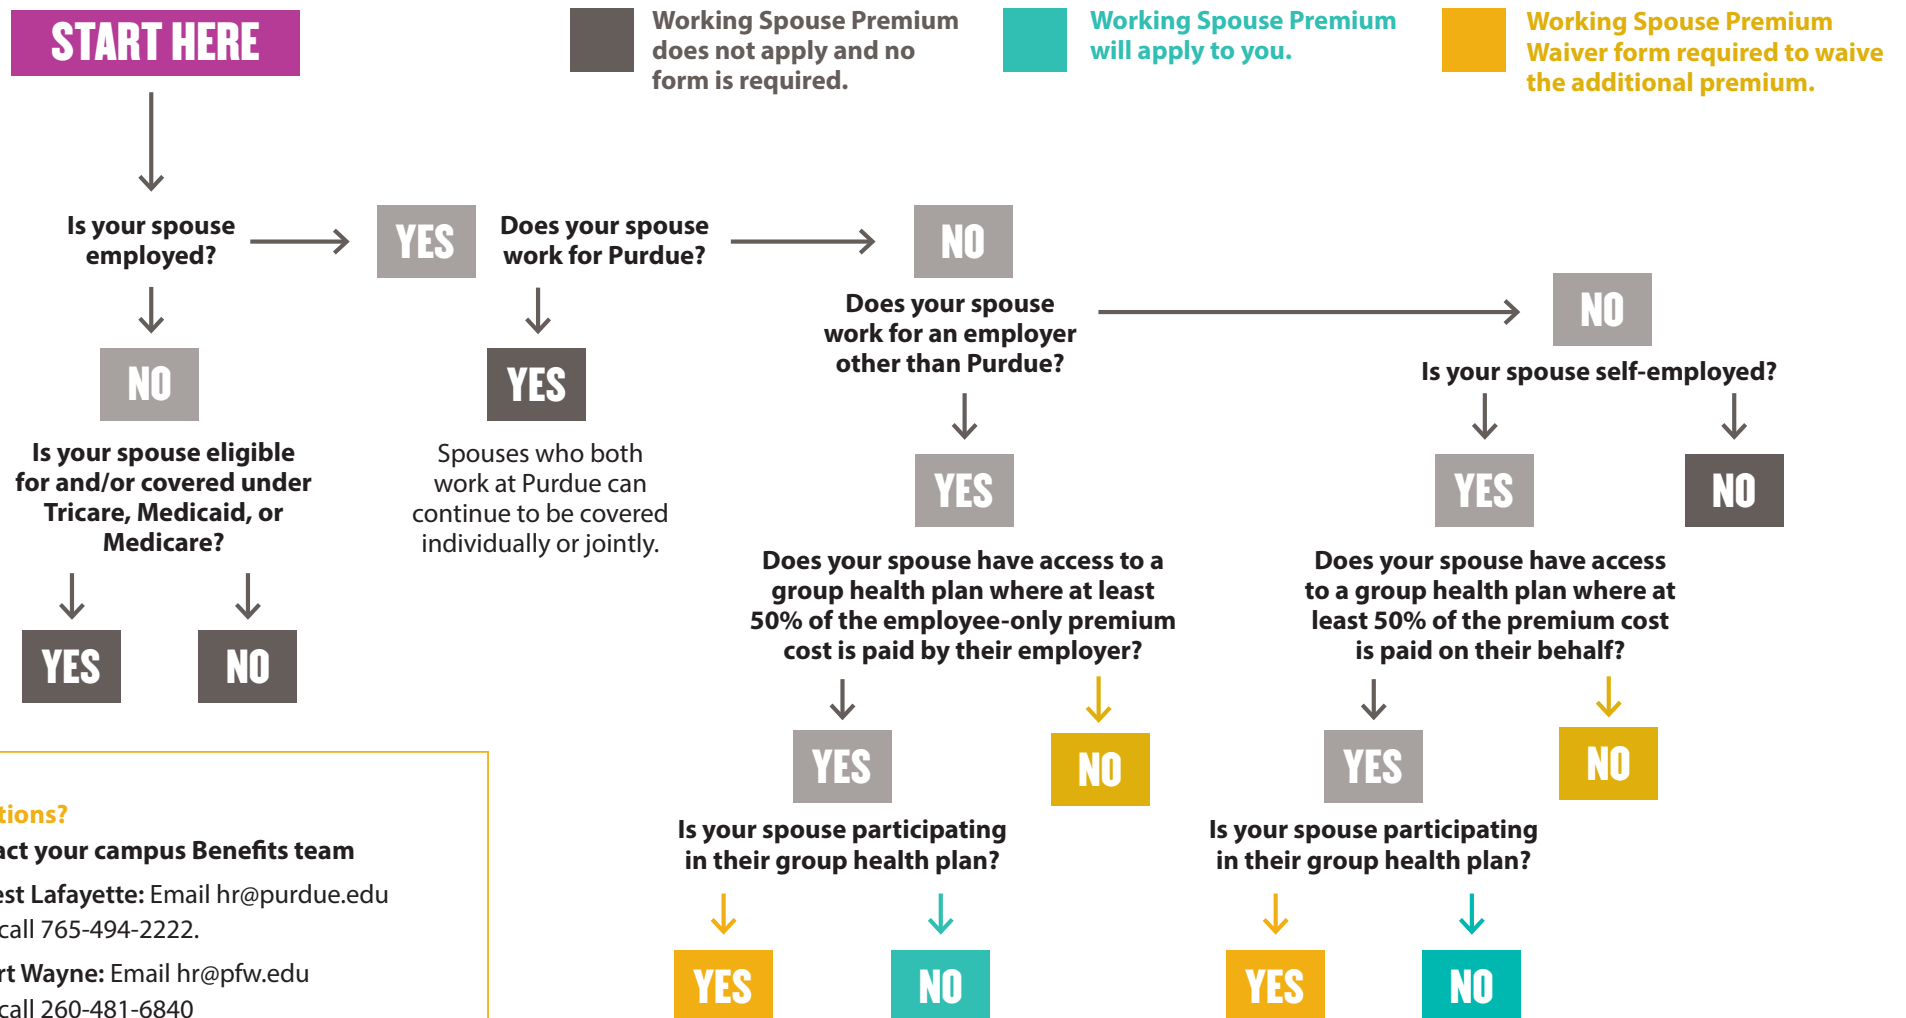 START HERE
Working Spouse Premium
does not apply and no
form is required.
Working Spouse Premium
will apply to you.
Working Spouse Premium
Waiver form required to waive
the additional premium.
Is your spouse
employed?
YES
Does your spouse
work for Purdue?
NO
Does your spouse
work for an employer
other than Purdue?
NO
Is your spouse self-employed?
NO
Is your spouse eligible
for and/or covered under
Tricare, Medicaid, or
Medicare?
YES
NO
YES
Spouses who both
work at Purdue can
continue to be covered
individually or jointly.
YES
Does your spouse have access to a
group health plan where at least
50% of the employee-only premium
cost is paid by their employer?
YES
NO
Is your spouse participating
in their group health plan?
YES
NO
YES
NO
Does your spouse have access
to a group health plan where at
least 50% of the premium cost
is paid on their behalf?
YES
NO
Is your spouse participating
in their group health plan?
YES
NO
tions?
act your campus Benefits team
est Lafayette: Email hr@purdue.edu
call 765-494-2222.
rt Wayne: Email hr@pfw.edu
call 260-481-6840